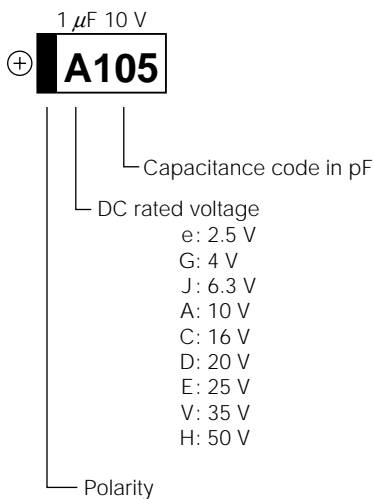 1 μF 10 V
+
A105
Capacitance code in pF
DC rated voltage
e: 2.5 V
G: 4 V
J: 6.3 V
A: 10 V
C: 16 V
D: 20 V
E: 25 V
V: 35 V
H: 50 V
Polarity